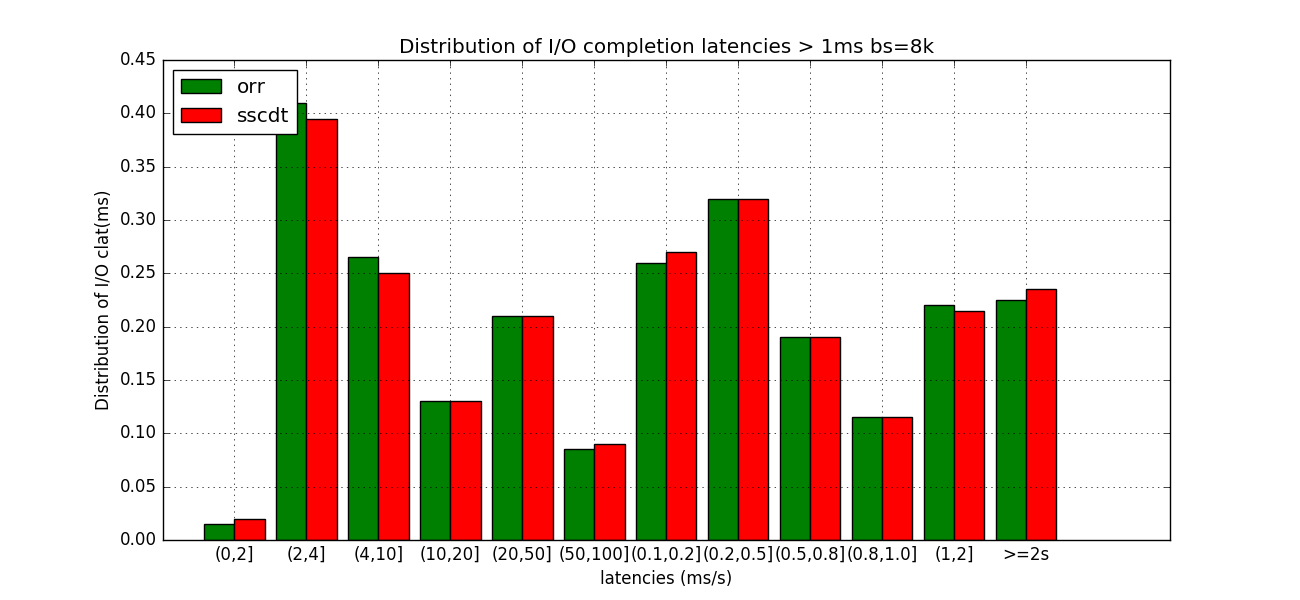 Distribution of I/O completion latencies > 1ms bs=8k
orr
sscdt
Distribution of I/O clat(ms)
0.45
0.40
0.35
0.30
0.25
0.20
0.15
0.10
0.05
0.00
(0,2] (2,4] (4,10] (10,20] (20,50] (50,100] (0.1,0.2] (0.2,0.5] (0.5,0.8] (0.8,1.0] (1,2] >=2s
latencies (ms/s)